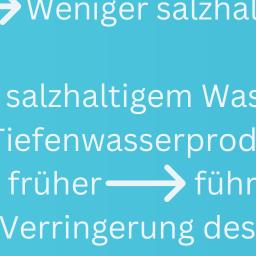 → Weniger salzhal
salzhaltigem Was
Tiefenwasserprod
früher → führ
Verringerung des